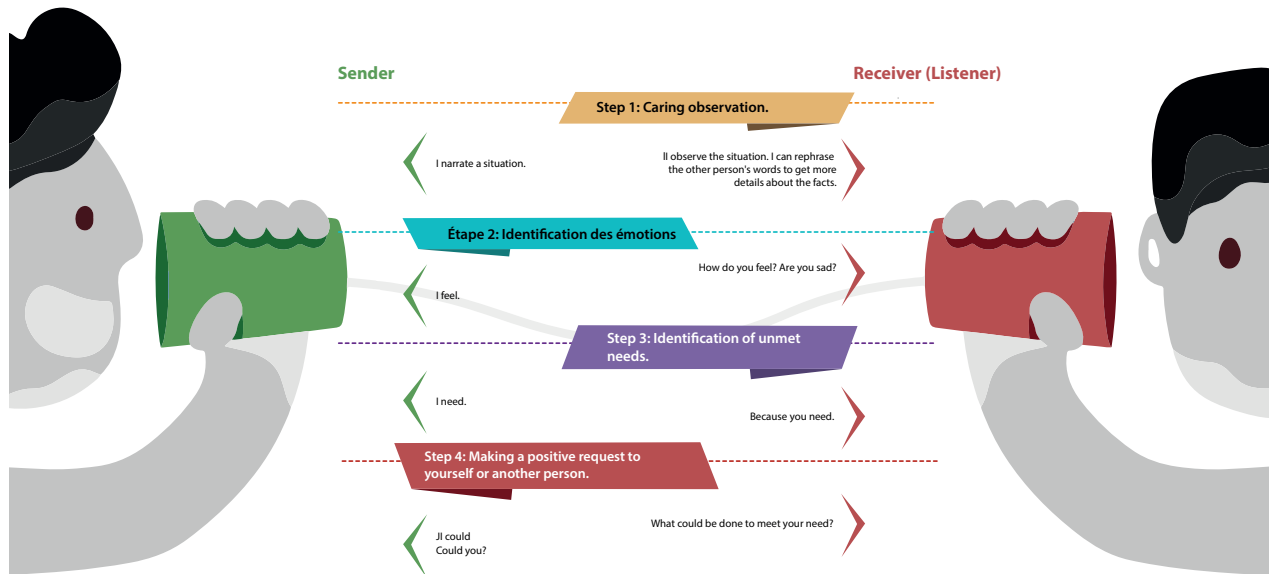 Sender
Receiver (Listener)
Step 1: Caring observation.
I narrate a situation.
II observe the situation. I can rephrase
the other person's words to get more
details about the facts.
Étape 2: Identification des émotions
How do you feel? Are you sad?
I feel.
Step 3: Identification of unmet
needs.
I need.
Because you need.
Step 4: Making a positive request to
yourself or another person.
What could be done to meet your need?
JI could
Could you?